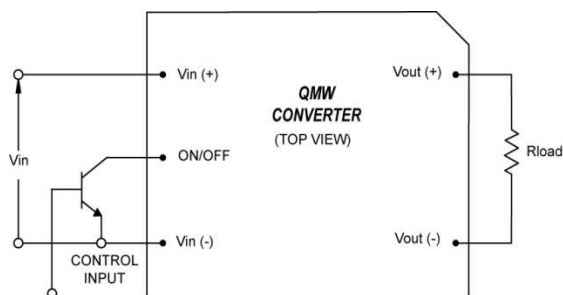 Vin (+)
Vout (+)
QMW
CONVERTER
(TOP VIEW)
Vin
ON/OFF
Rload
Vin (-)
Vout (-)
CONTROL
INPUT